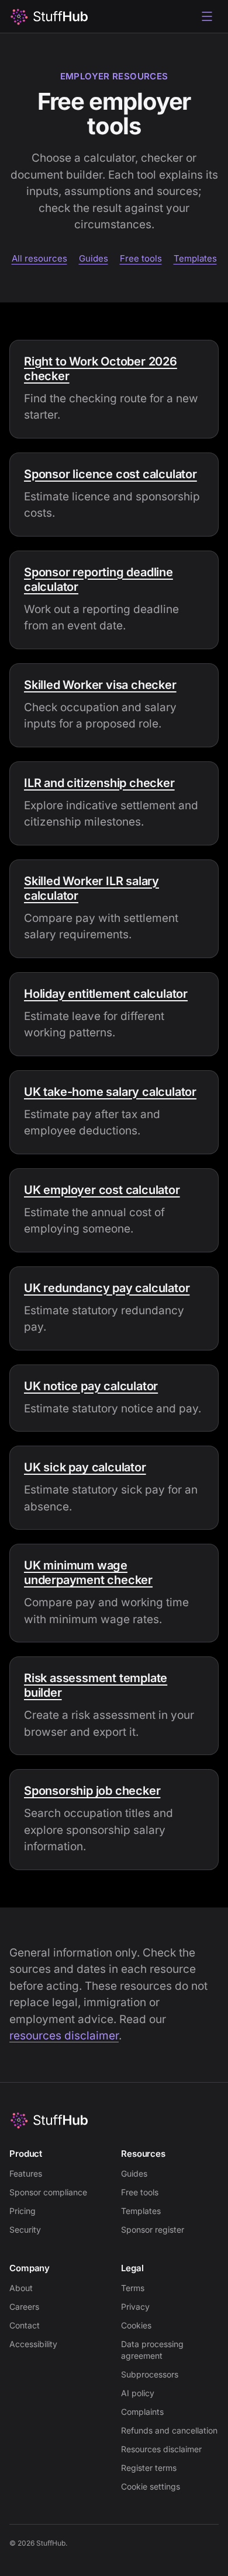 StuffHub
EMPLOYER RESOURCES
Free employer
tools
Choose a calculator, checker or
document builder. Each tool explains its
inputs, assumptions and sources;
check the result against your
circumstances.
All resources Guides Free tools Templates
Right to Work October 2026
checker
Find the checking route for a new
starter.
Sponsor licence cost calculator
Estimate licence and sponsorship
costs.
Sponsor reporting deadline
calculator
Work out a reporting deadline
from an event date.
Skilled Worker visa checker
Check occupation and salary
inputs for a proposed role.
ILR and citizenship checker
Explore indicative settlement and
citizenship milestones.
Skilled Worker ILR salary
calculator
Compare pay with settlement
salary requirements.
Holiday entitlement calculator
Estimate leave for different
working patterns.
UK take-home salary calculator
Estimate pay after tax and
employee deductions.
UK employer cost calculator
Estimate the annual cost of
employing someone.
UK redundancy pay calculator
Estimate statutory redundancy
pay.
UK notice pay calculator
Estimate statutory notice and pay.
UK sick pay calculator
Estimate statutory sick pay for an
absence.
UK minimum wage
underpayment checker
Compare pay and working time
with minimum wage rates.
Risk assessment template
builder
Create a risk assessment in your
browser and export it.
Sponsorship job checker
Search occupation titles and
explore sponsorship salary
information.
General information only. Check the
sources and dates in each resource
before acting. These resources do not
replace legal, immigration or
employment advice. Read our
resources disclaimer.
StuffHub
Product
Features
Sponsor compliance
Pricing
Security
Resources
Guides
Free tools
Templates
Sponsor register
Company
About
Careers
Contact
Accessibility
Legal
Terms
Privacy
Cookies
Data processing
agreement
Subprocessors
AI policy
Complaints
Refunds and cancellation
Resources disclaimer
Register terms
Cookie settings
© 2026 StuffHub.